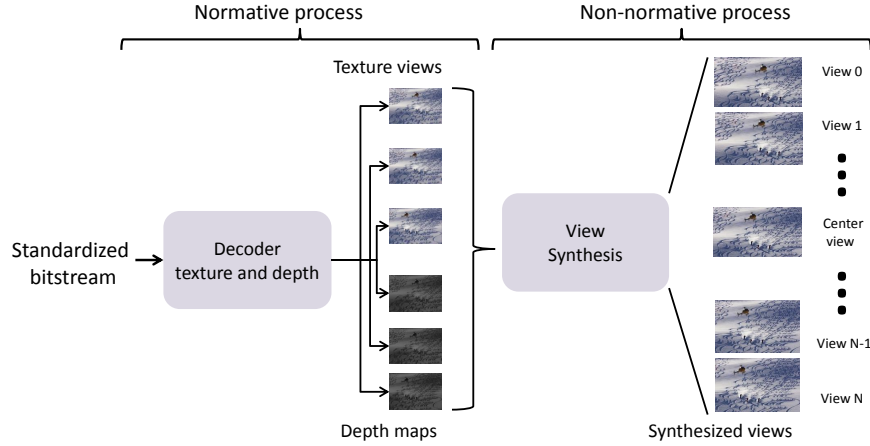 Normative process
Non-normative process
Texture views
View 0
View 1
Standardized
bitstream
Decoder
texture and depth
View
Synthesis
Center
view
View N-1
View N
Depth maps
Synthesized views